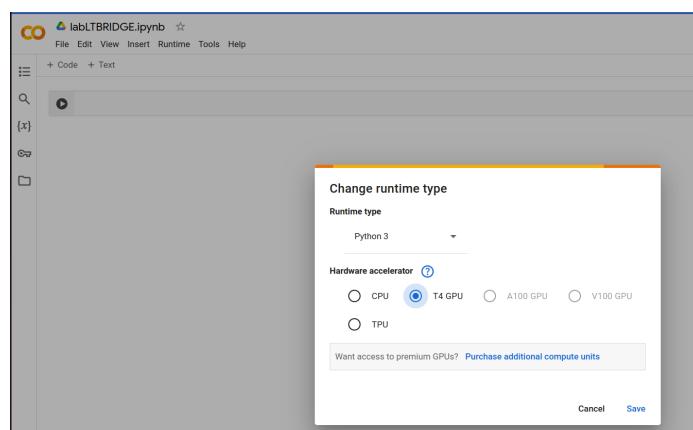 labLTBRIDGE.ipynb
File Edit View Insert Runtime Tools Help
+ Code + Text
{x}
Change runtime type
Runtime type
Python 3
Hardware accelerator ?
CPU T4 GPU A100 GPU V100 GPU
TPU
Want access to premium GPUs? Purchase additional compute units
Cancel Save